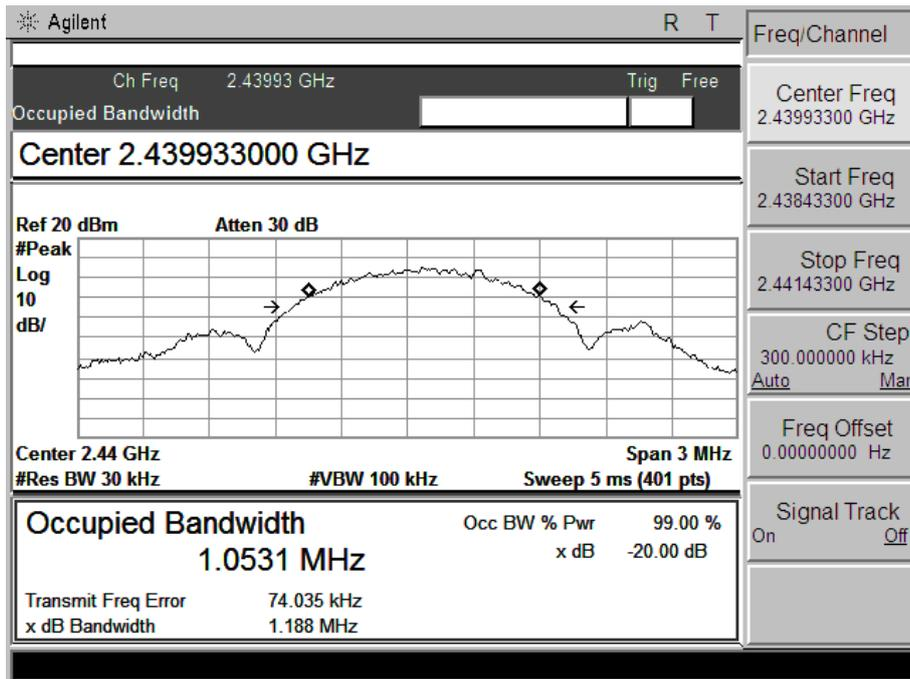 Agilent R T
Ch Freq 2.43993 GHz Trig Free
Occupied Bandwidth
Center 2.439933000 GHz
Ref 20 dBm Atten 30 dB
#Peak
Log
10
dB/
Center 2.44 GHz Span 3 MHz
#Res BW 30 kHz #VBW 100 kHz Sweep 5 ms (401 pts)
Occupied Bandwidth Occ BW % Pwr 99.00 %
1.0531 MHz x dB -20.00 dB
Transmit Freq Error 74.035 kHz
x dB Bandwidth 1.188 MHz
Freq/Channel
Center Freq
2.43993300 GHz
Start Freq
2.43843300 GHz
Stop Freq
2.44143300 GHz
CF Step
300.000000 kHz
Auto Man
Freq Offset
0.00000000 Hz
Signal Track
On Off